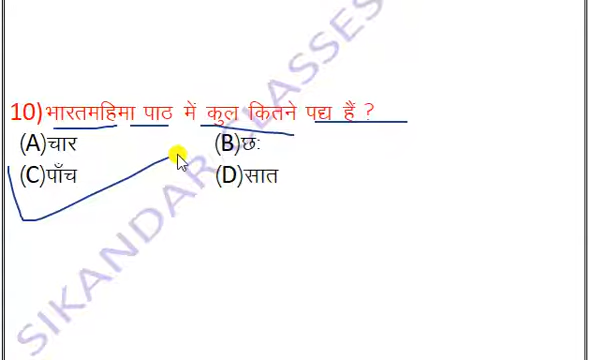 10)भारतमहिमा पाठ में कुल कितने पद्य हैं ?
(A)चार (B)छः
(C)पाँच (D)सात
SIKANDAR CLASSES